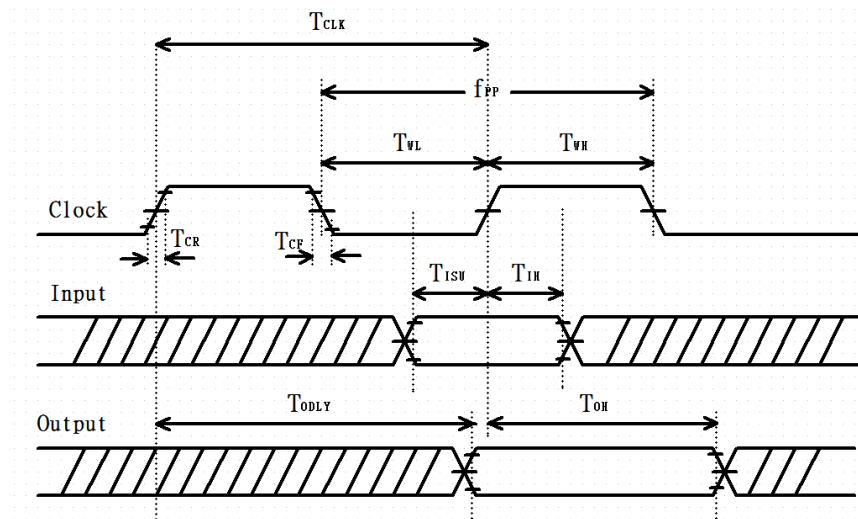 TCLK
fPP
TWL TWH
Clock
TCR TCF
TISU TIH
Input
TODLY TOH
Output